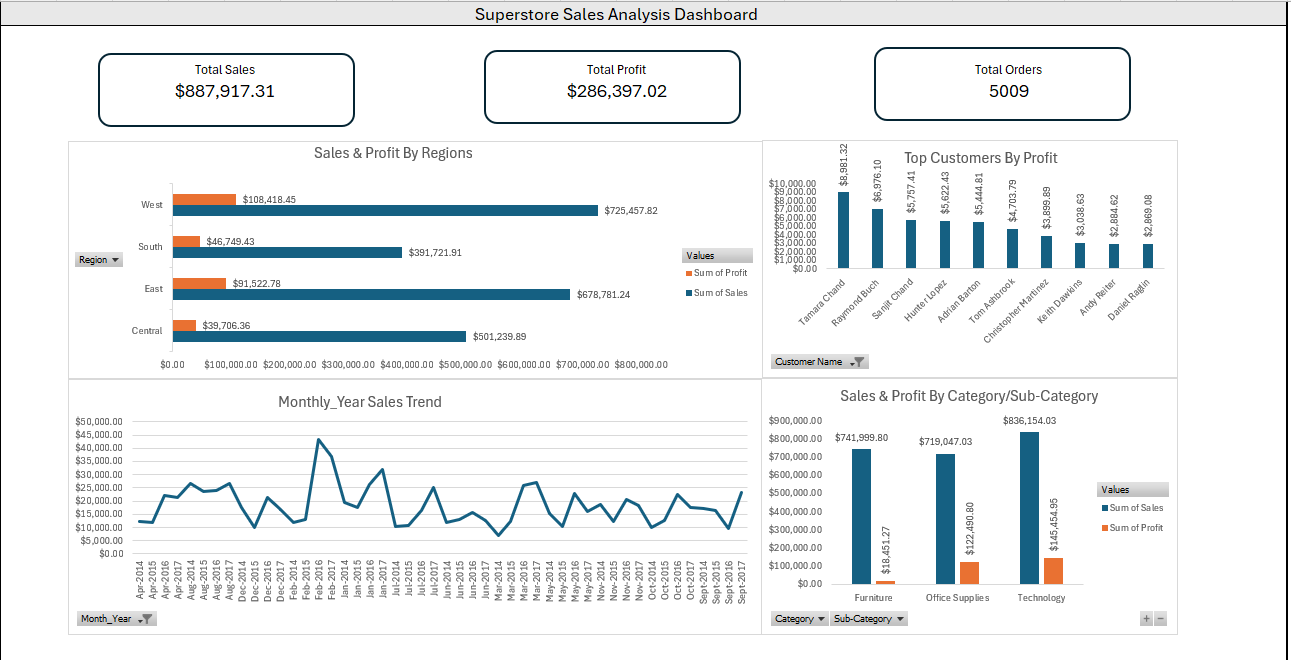 Superstore Sales Analysis Dashboard
Total Sales
$887,917.31
Total Profit
$286,397.02
Total Orders
5009
Sales & Profit By Regions
West
$108,418.45
$725,457.82
South
$46,749.43
$391,721.91
East
$91,522.78
$678,781.24
Central
$39,706.36
$501,239.89
$0.00 $100,000.00 $200,000.00 $300,000.00 $400,000.00 $500,000.00 $600,000.00 $700,000.00 $800,000.00
Region
Values
Sum of Profit
Sum of Sales
Top Customers By Profit
$10,000.00
$9,000.00
$8,000.00
$7,000.00
$6,000.00
$5,000.00
$4,000.00
$3,000.00
$2,000.00
$1,000.00
$0.00
$8,981.32
$6,976.10
$5,757.41
$5,622.43
$5,444.81
$4,703.79
$3,899.89
$3,038.63
$2,884.62
$2,869.08
Tamara Chand
Raymond Buch
Sanjit Chand
Hunter Lopez
Adrian Barton
Tom Ashbrook
Christopher Martinez
Keith Dawkins
Andy Reiter
Daniel Raglin
Customer Name
Monthly_Year Sales Trend
$50,000.00
$45,000.00
$40,000.00
$35,000.00
$30,000.00
$25,000.00
$20,000.00
$15,000.00
$10,000.00
$5,000.00
$0.00
Apr-2014
Apr-2015
Apr-2016
Apr-2017
Aug-2014
Aug-2015
Aug-2016
Aug-2017
Dec-2014
Dec-2015
Dec-2016
Dec-2017
Feb-2014
Feb-2015
Feb-2016
Feb-2017
Jan-2014
Jan-2015
Jan-2016
Jan-2017
Jul-2014
Jul-2015
Jul-2016
Jul-2017
Jun-2014
Jun-2015
Jun-2016
Jun-2017
Mar-2014
Mar-2015
Mar-2016
Mar-2017
May-2014
May-2015
May-2016
May-2017
Nov-2014
Nov-2015
Nov-2016
Nov-2017
Oct-2014
Oct-2015
Oct-2016
Oct-2017
Sept-2014
Sept-2015
Sept-2016
Sept-2017
Month_Year
Sales & Profit By Category/Sub-Category
$900,000.00
$800,000.00
$700,000.00
$600,000.00
$500,000.00
$400,000.00
$300,000.00
$200,000.00
$100,000.00
$0.00
$741,999.80
$18,451.27
$719,047.03
$122,490.80
$836,154.03
$145,454.95
Furniture
Office Supplies
Technology
Values
Sum of Sales
Sum of Profit
Category
Sub-Category
+ −